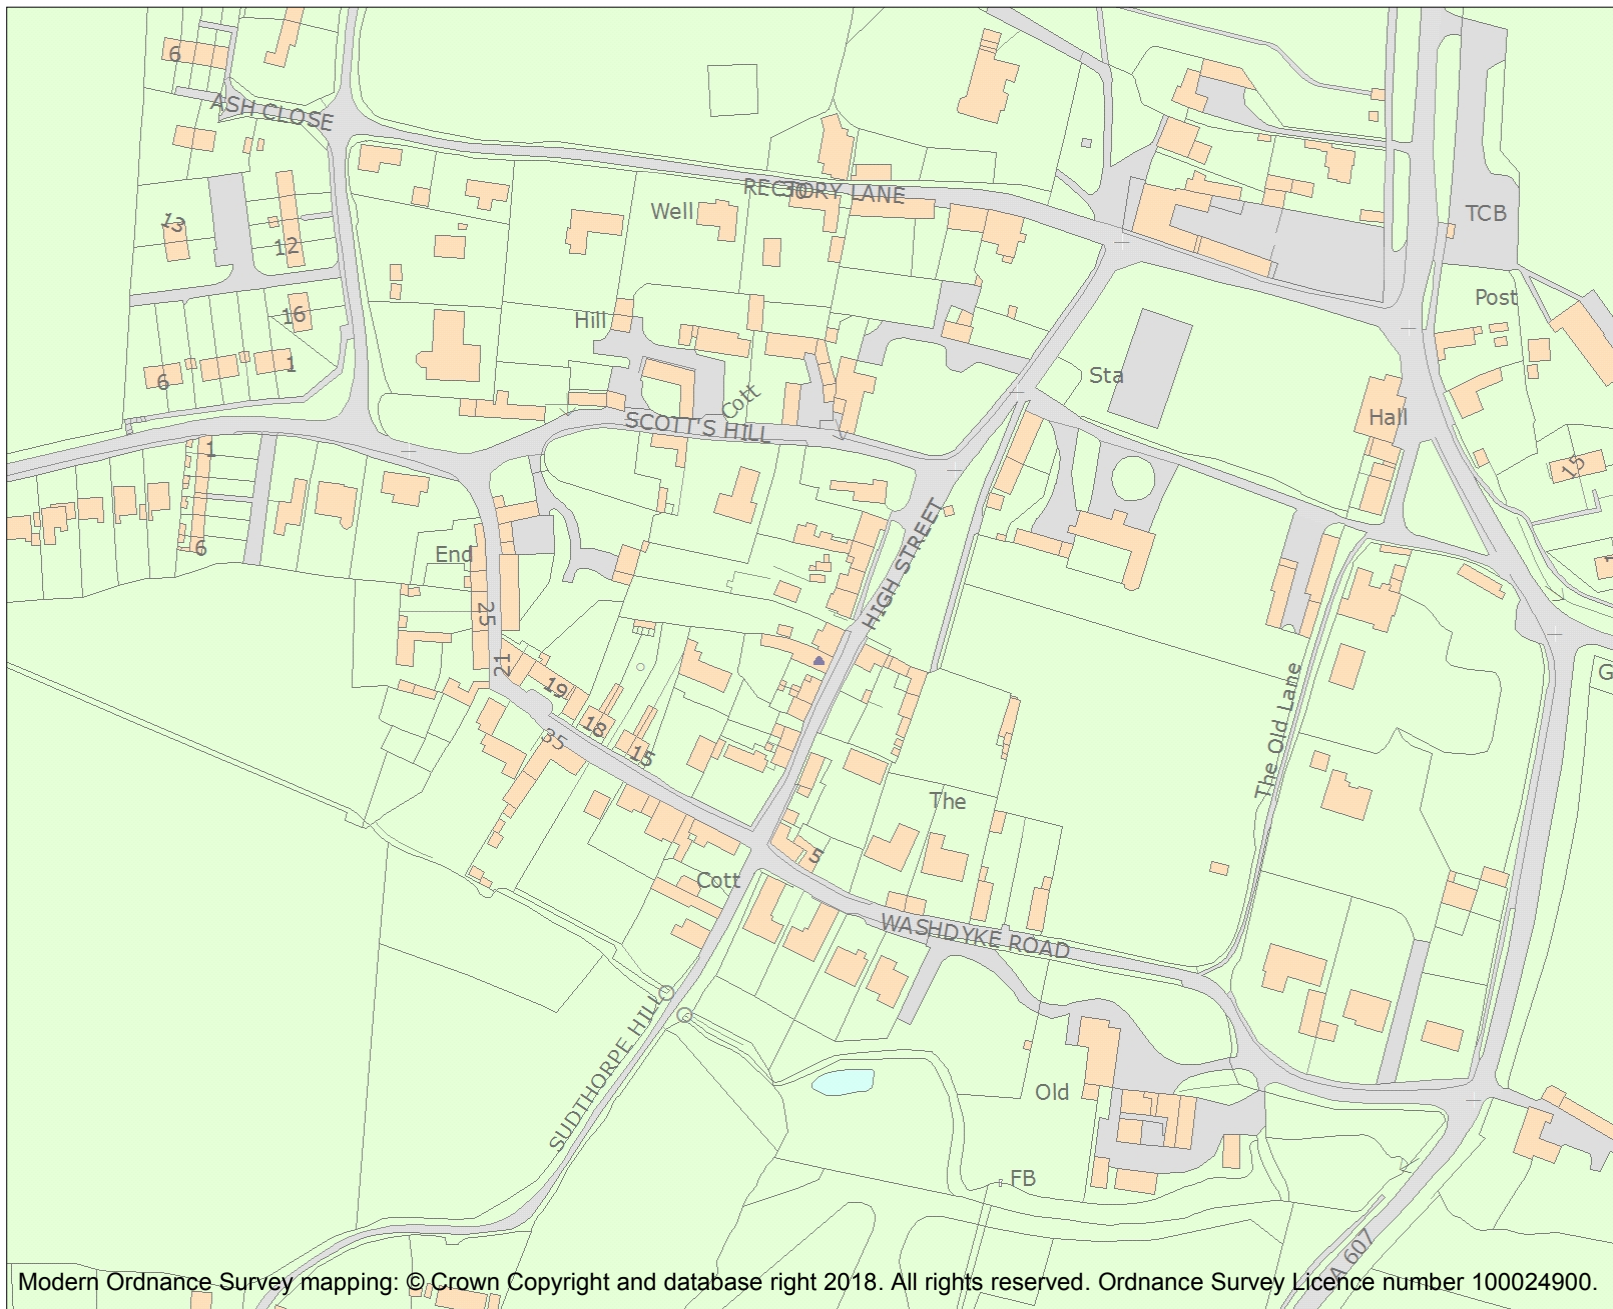 6
ASH CLOSE
RECTORY LANE
13
Well
TCB
12
Post
16
Hill
1
Sta
6
Cott
Hall
SCOTT'S HILL
1
15
HIGH STREET
End
6
25
21
19
The Old Lane
G
18
35
15
The
5
Cott
WASHDYKE ROAD
SUDTHORPE HILL
Old
FB
A 607
Modern Ordnance Survey mapping: © Crown Copyright and database right 2018. All rights reserved. Ordnance Survey Licence number 100024900.